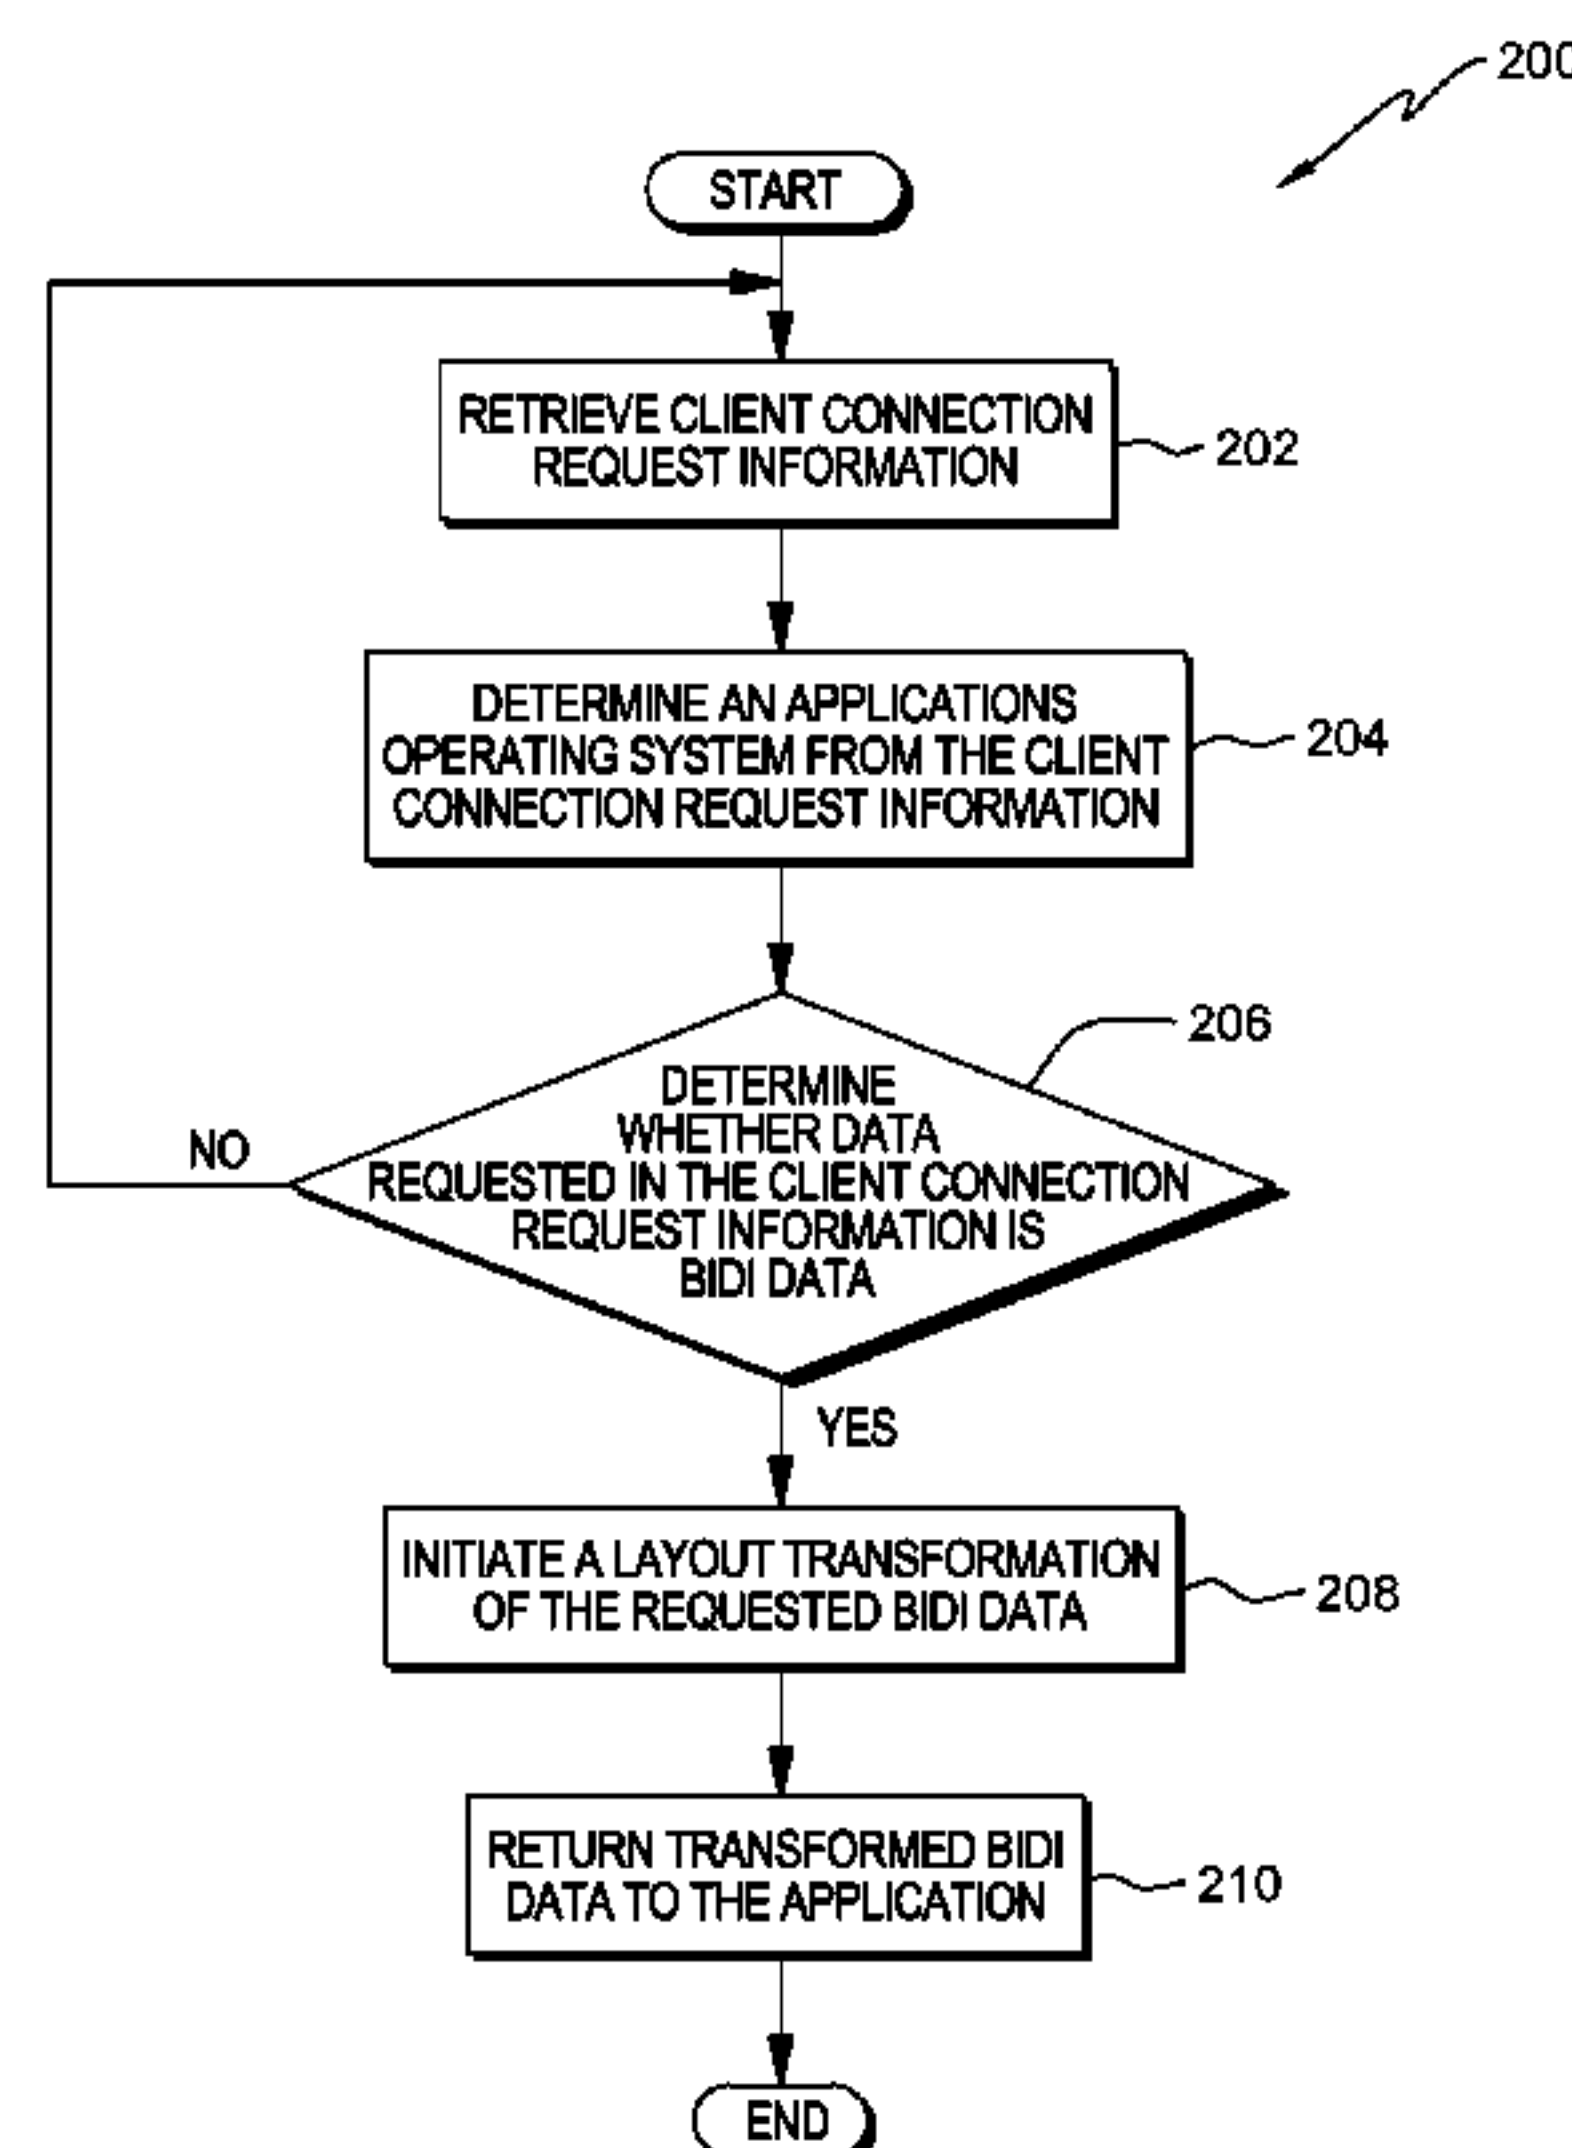 200
START
RETRIEVE CLIENT CONNECTION
REQUEST INFORMATION
202
DETERMINE AN APPLICATIONS
OPERATING SYSTEM FROM THE CLIENT
CONNECTION REQUEST INFORMATION
204
206
DETERMINE
WHETHER DATA
REQUESTED IN THE CLIENT CONNECTION
REQUEST INFORMATION IS
BIDI DATA
NO
YES
INITIATE A LAYOUT TRANSFORMATION
OF THE REQUESTED BIDI DATA
208
RETURN TRANSFORMED BIDI
DATA TO THE APPLICATION
210
END